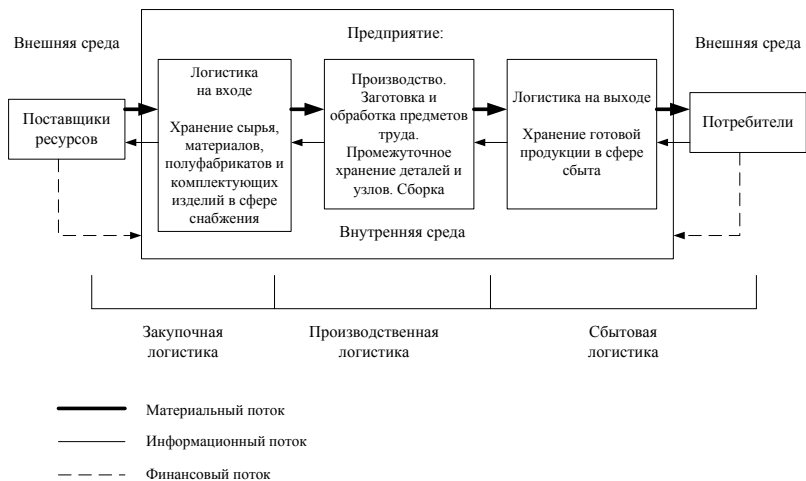 Внешняя среда
Предприятие:
Внешняя среда
Поставщики
ресурсов
Логистика
на входе
Хранение сырья,
материалов,
полуфабрикатов и
комплектующих
изделий в сфере
снабжения
Производство.
Заготовка и
обработка предметов
труда.
Промежуточное
хранение деталей и
узлов. Сборка
Логистика на выходе
Хранение готовой
продукции в сфере
сбыта
Потребители
Внутренняя среда
Закупочная
логистика
Производственная
логистика
Сбытовая
логистика
Материальный поток
Информационный поток
Финансовый поток